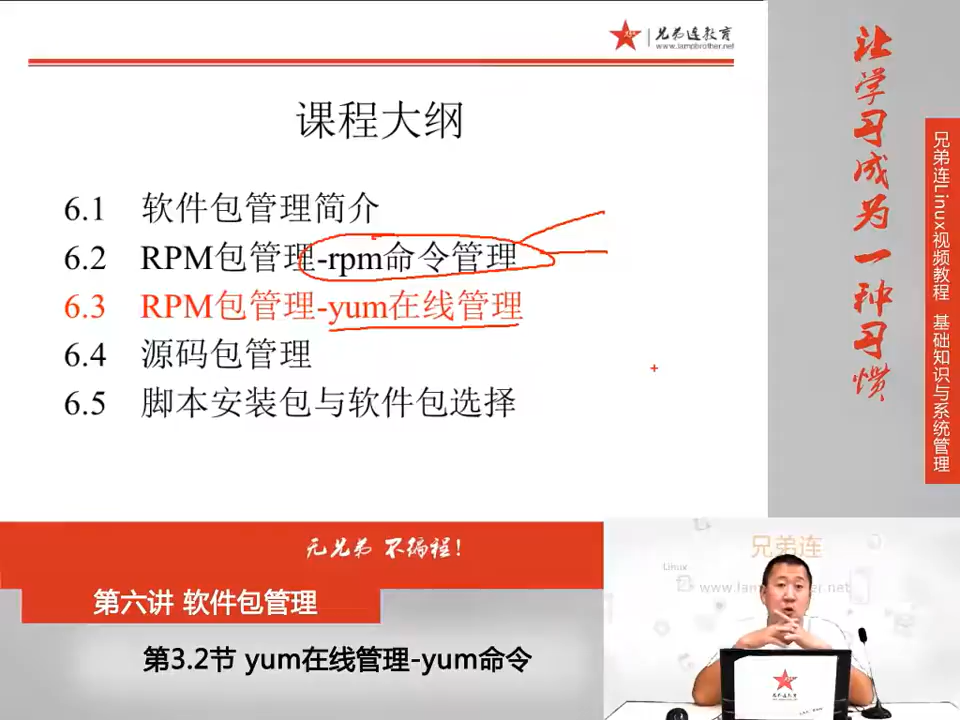 兄弟连教育
www.lampbrother.net
课程大纲
6.1 软件包管理简介
6.2 RPM包管理-rpm命令管理
6.3 RPM包管理-yum在线管理
6.4 源码包管理
6.5 脚本安装包与软件包选择
让学习成为一种习惯
兄弟连Linux视频教程 基础知识与系统管理
无兄弟 不编程!
第六讲 软件包管理
第3.2节 yum在线管理-yum命令
兄弟连
Linux